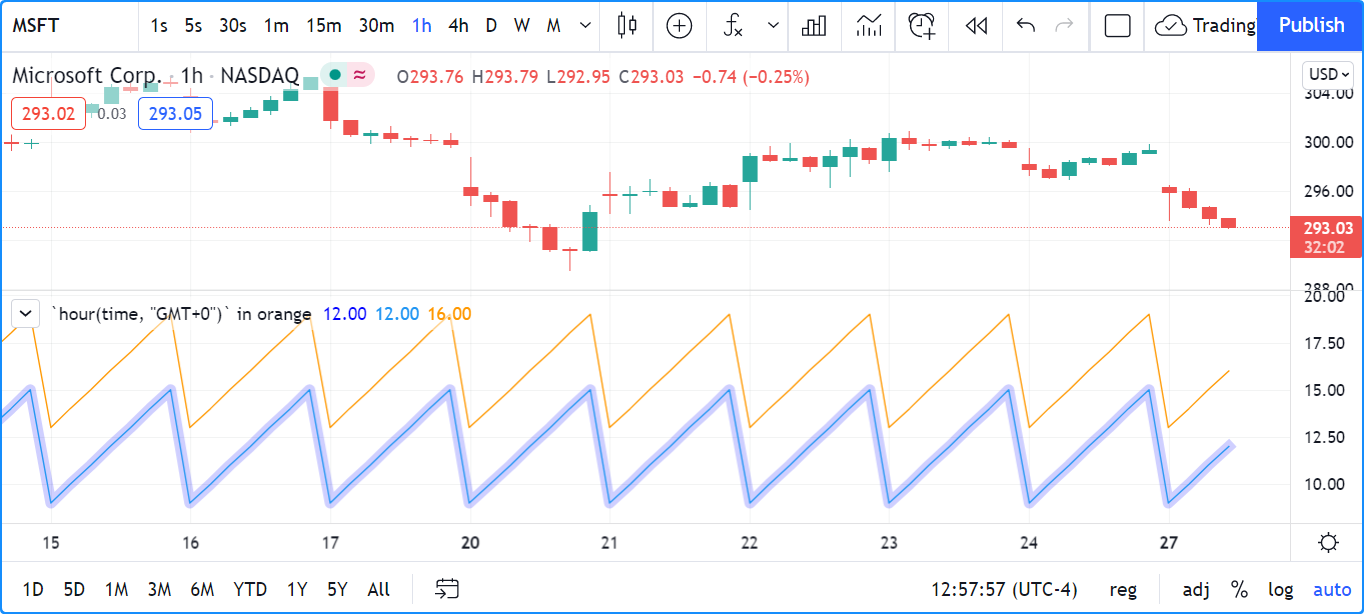 MSFT 1s 5s 30s 1m 15m 30m 1h 4h D W M Trading Publish
Microsoft Corp. · 1h · NASDAQ O293.76 H293.79 L292.95 C293.03 −0.74 (−0.25%) USD
304.00
293.02 0.03 293.05
300.00
296.00
293.03
32:02
288.00
20.00
`hour(time, "GMT+0")` in orange 12.00 12.00 16.00
17.50
15.00
12.50
10.00
15 16 17 20 21 22 23 24 27
1D 5D 1M 3M 6M YTD 1Y 5Y All 12:57:57 (UTC-4) reg adj % log auto